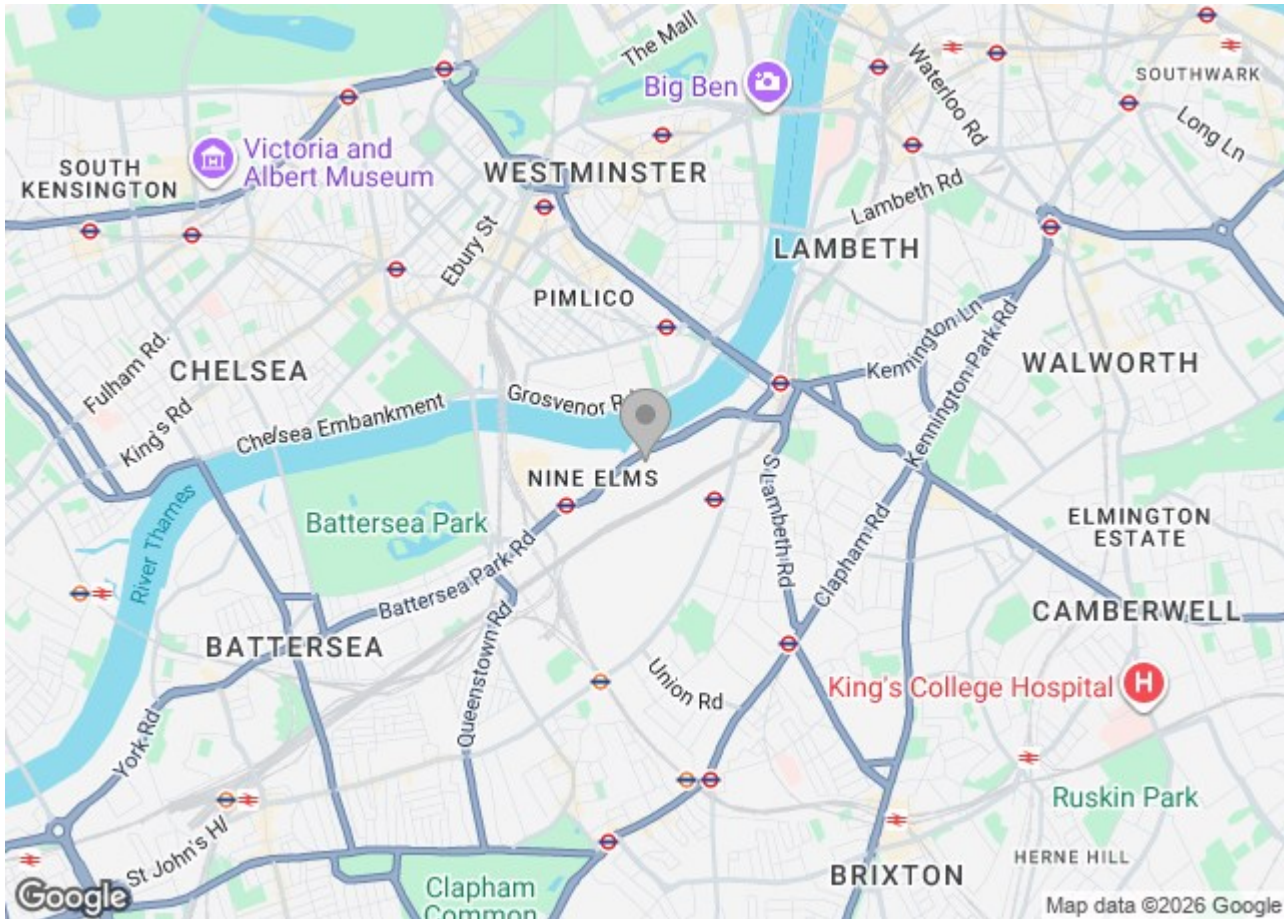 The Mall
Big Ben
Waterloo Rd
SOUTHWARK
Long Ln
Victoria and
Albert Museum
SOUTH
KENSINGTON
WESTMINSTER
Lambeth Rd
LAMBETH
Ebury St
PIMLICO
Kennington Ln
Kennington Park Rd
WALWORTH
Fulham Rd.
CHELSEA
King's Rd
Chelsea Embankment
Grosvenor Rd
NINE ELMS
S Lambeth Rd
Clapham Rd
ELMINGTON
ESTATE
River Thames
Battersea Park
Battersea Park Rd
CAMBERWELL
BATTERSEA
Queenstown Rd
Union Rd
King's College Hospital
H
York Rd
Ruskin Park
St John's Hl
HERNE HILL
BRIXTON
Clapham
Common
Google
Map data ©2026 Google